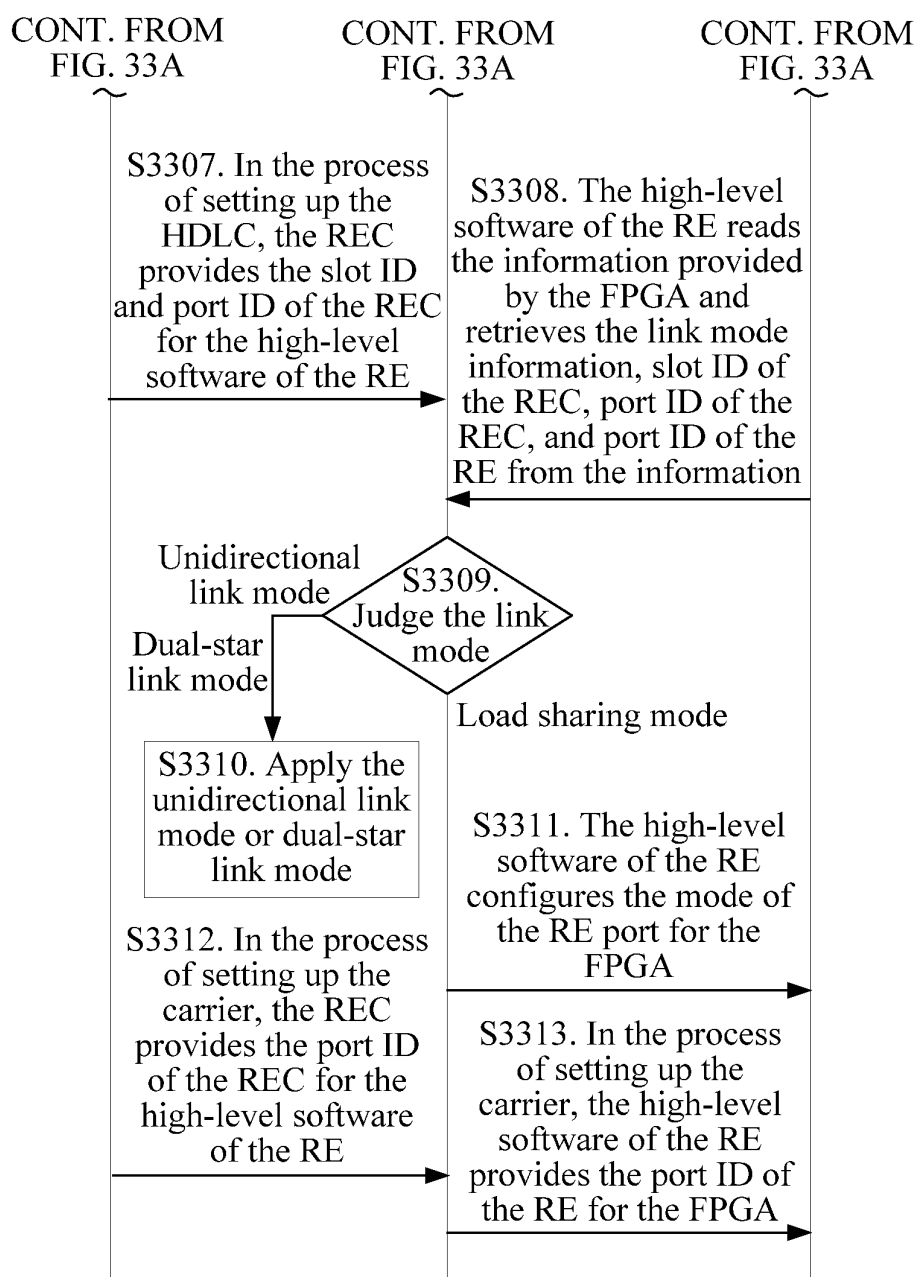 CONT. FROM
FIG. 33A
CONT. FROM
FIG. 33A
CONT. FROM
FIG. 33A
S3307. In the process
of setting up the
HDLC, the REC
provides the slot ID
and port ID of the REC
for the high-level
software of the RE
S3308. The high-level
software of the RE reads
the information provided
by the FPGA and
retrieves the link mode
information, slot ID of
the REC, port ID of the
REC, and port ID of the
RE from the information
Unidirectional
link mode
S3309.
Judge the link
mode
Dual-star
link mode
Load sharing mode
S3310. Apply the
unidirectional link
mode or dual-star
link mode
S3311. The high-level
software of the RE
configures the mode of
the RE port for the
FPGA
S3312. In the process
of setting up the
carrier, the REC
provides the port ID
of the REC for the
high-level software
of the RE
S3313. In the process
of setting up the
carrier, the high-level
software of the RE
provides the port ID of
the RE for the FPGA